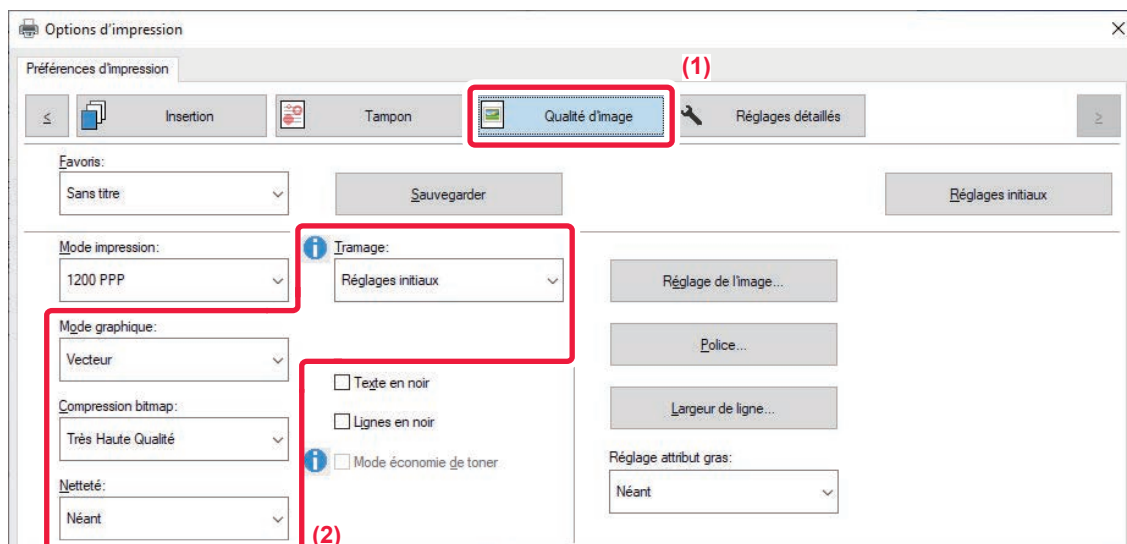 Options d'impression
Préférences d'impression
(1)
<
Insertion
Tampon
Qualité d'image
Réglages détaillés
>
Favoris:
Sans titre
Sauvegarder
Réglages initiaux
Mode impression:
1200 PPP
Tramage:
Réglages initiaux
Réglage de l'image...
Mode graphique:
Vecteur
Police...
Texte en noir
Compression bitmap:
Très Haute Qualité
Lignes en noir
Largeur de ligne...
Mode économie de toner
Réglage attribut gras:
Néant
Netteté:
Néant
(2)